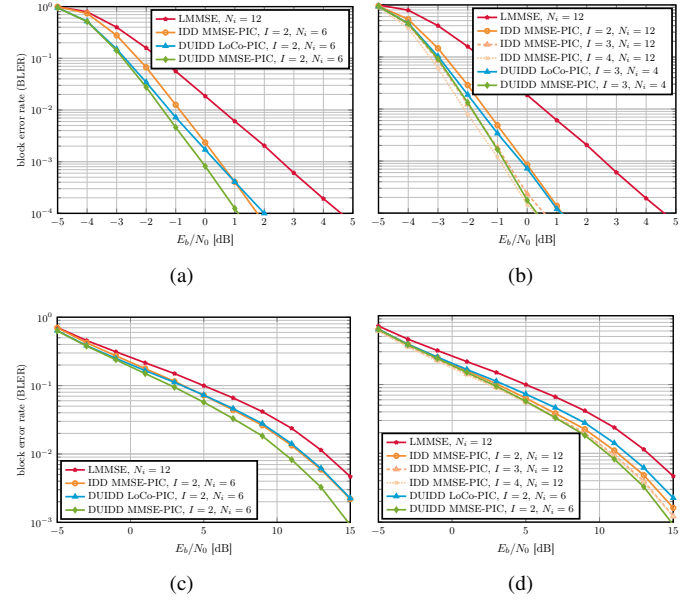 10^0
10^-1
10^-2
10^-3
10^-4
block error rate (BLER)
LMMSE, N_i = 12
IDD MMSE-PIC, I = 2, N_i = 6
DUIDD LoCo-PIC, I = 2, N_i = 6
DUIDD MMSE-PIC, I = 2, N_i = 6
−5 −4 −3 −2 −1 0 1 2 3 4 5
E_b/N_0 [dB]
(a)
LMMSE, N_i = 12
IDD MMSE-PIC, I = 2, N_i = 12
IDD MMSE-PIC, I = 3, N_i = 12
IDD MMSE-PIC, I = 4, N_i = 12
DUIDD LoCo-PIC, I = 3, N_i = 4
DUIDD MMSE-PIC, I = 3, N_i = 4
−5 −4 −3 −2 −1 0 1 2 3 4 5
E_b/N_0 [dB]
(b)
10^0
10^-1
10^-2
10^-3
block error rate (BLER)
LMMSE, N_i = 12
IDD MMSE-PIC, I = 2, N_i = 6
DUIDD LoCo-PIC, I = 2, N_i = 6
DUIDD MMSE-PIC, I = 2, N_i = 6
−5 0 5 10 15
E_b/N_0 [dB]
(c)
LMMSE, N_i = 12
IDD MMSE-PIC, I = 2, N_i = 12
IDD MMSE-PIC, I = 3, N_i = 12
IDD MMSE-PIC, I = 4, N_i = 12
DUIDD LoCo-PIC, I = 2, N_i = 6
DUIDD MMSE-PIC, I = 2, N_i = 6
−5 0 5 10 15
E_b/N_0 [dB]
(d)